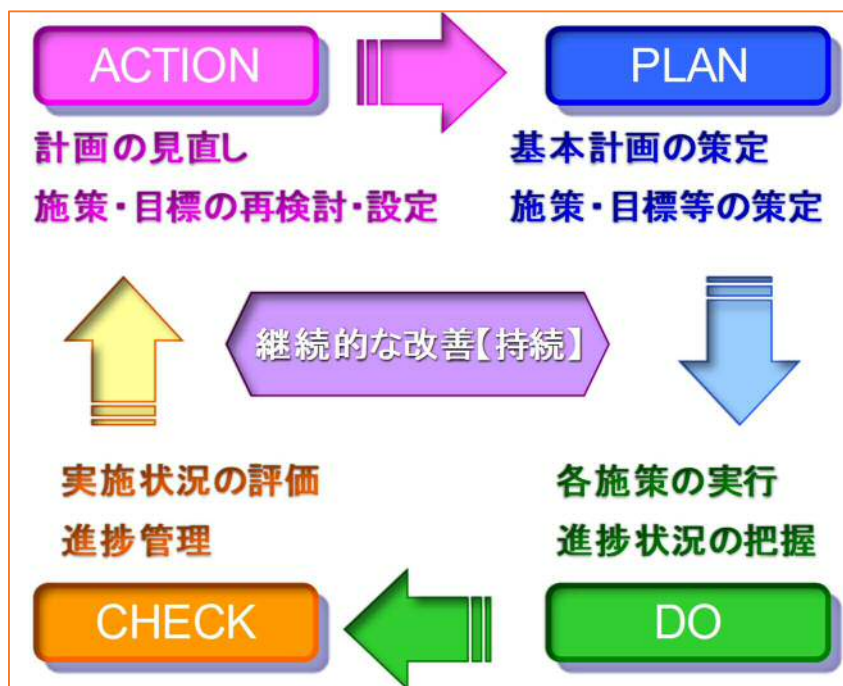 ACTION
PLAN
計画の見直し
施策・目標の再検討・設定
基本計画の策定
施策・目標等の策定
継続的な改善【持続】
実施状況の評価
進捗管理
各施策の実行
進捗状況の把握
CHECK
DO